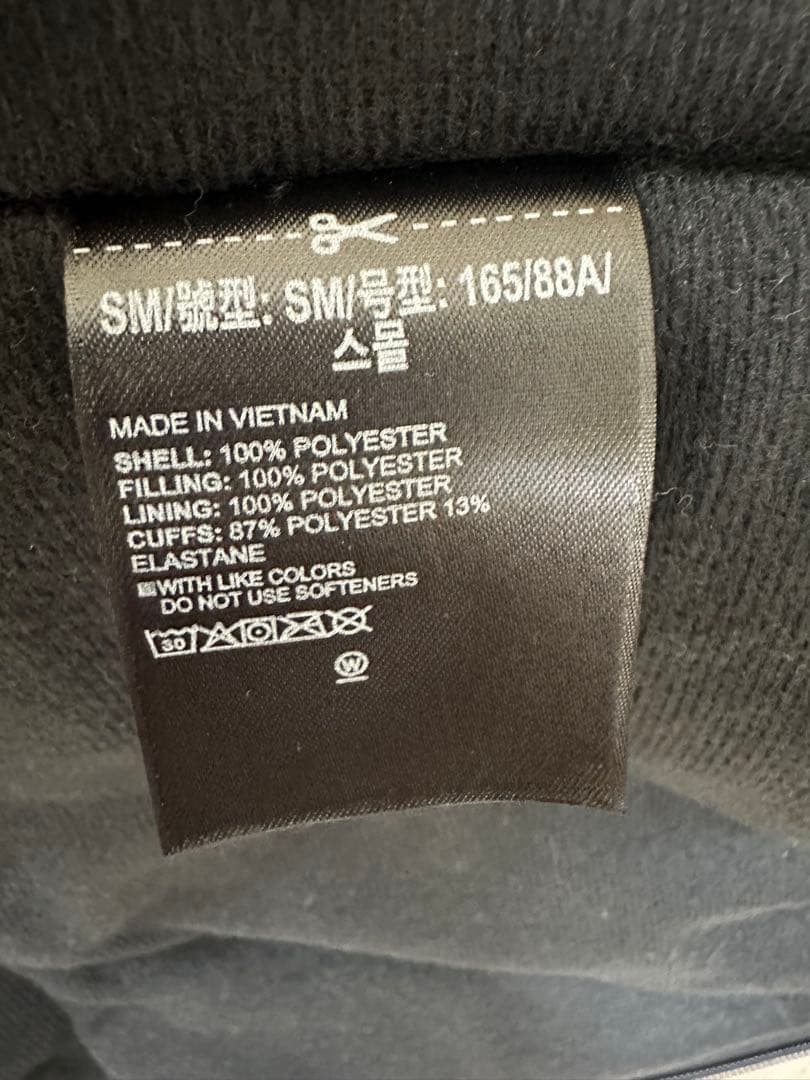 SM/號型: SM/号型: 165/88A/
스몰
MADE IN VIETNAM
SHELL: 100% POLYESTER
FILLING: 100% POLYESTER
LINING: 100% POLYESTER
CUFFS: 87% POLYESTER 13%
ELASTANE
WITH LIKE COLORS
DO NOT USE SOFTENERS
30
W